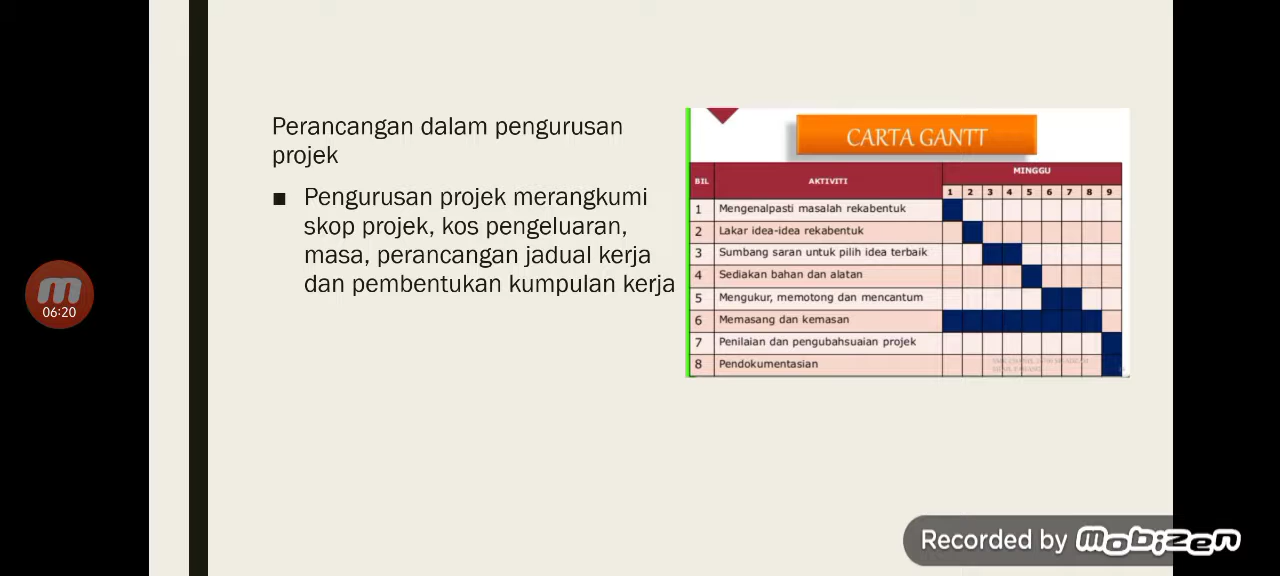 Perancangan dalam pengurusan
projek
■ Pengurusan projek merangkumi
skop projek, kos pengeluaran,
masa, perancangan jadual kerja
dan pembentukan kumpulan kerja
CARTA GANTT
BIL AKTIVITI MINGGU
1 2 3 4 5 6 7 8 9
1 Mengenalpasti masalah rekabentuk
2 Lakar idea-idea rekabentuk
3 Sumbang saran untuk pilih idea terbaik
4 Sediakan bahan dan alatan
5 Mengukur, memotong dan mencantum
6 Memasang dan kemasan
7 Penilaian dan pengubahsuaian projek
8 Pendokumentasian
06:20
Recorded by mobizen